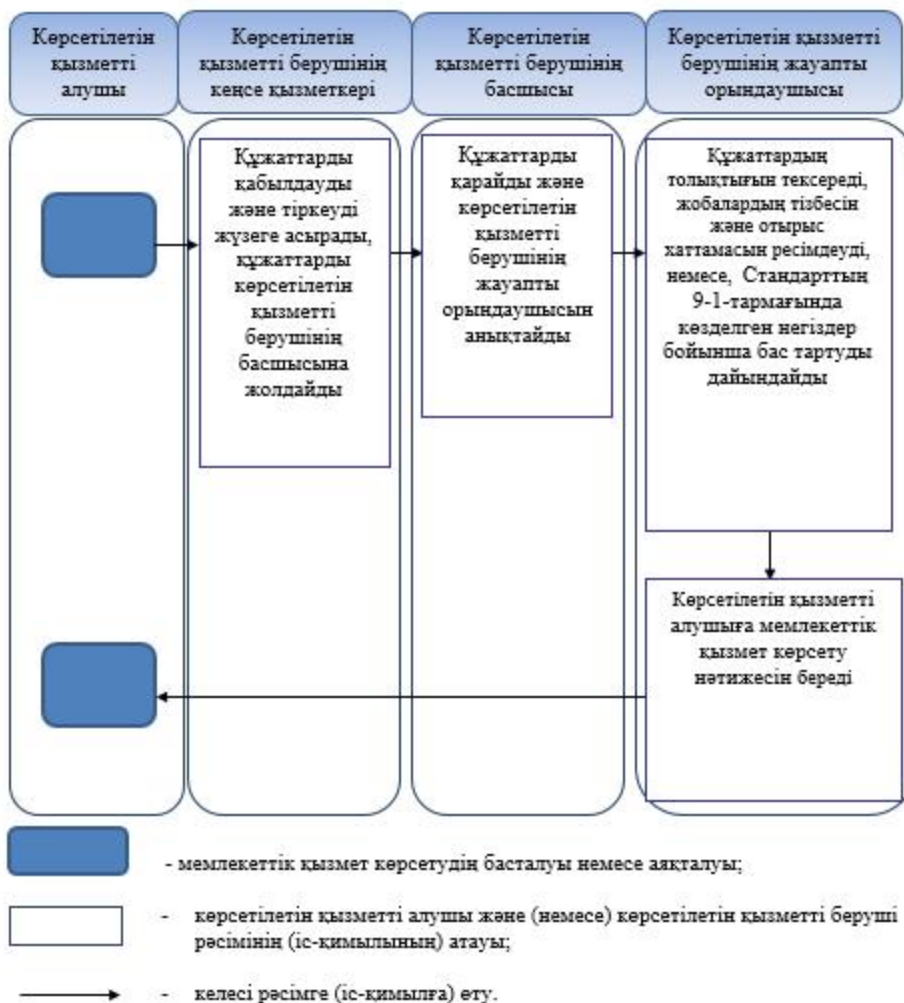 Көрсетілетін
қызметті
алушы
Көрсетілетін
қызметті берушінің
кеңсе қызметкері
Көрсетілетін
қызметті берушінің
басшысы
Көрсетілетін қызметті
берушінің жауапты
орындаушысы
Құжаттарды
қабылдауды
және тіркеуді
жүзеге асырады,
құжаттарды
көрсетілетін
қызметті
берушінің
басшысына
жолдайды
Құжаттарды
қарайды және
көрсетілетін
қызметті
берушінің
жауапты
орындаушысын
анықтайды
Құжаттардың
толықтығын тексереді,
жобалардың тізбесін
және отырыс
хаттамасын ресімдеуді,
немесе, Стандарттың
9-1-тармағында
көзделген негіздер
бойынша бас тартуды
дайындайды
Көрсетілетін қызметті
алушыға мемлекеттік
қызмет көрсету
нәтижесін береді
- мемлекеттік қызмет көрсетудің басталуы немесе аяқталуы;
- көрсетілетін қызметті алушы және (немесе) көрсетілетін қызметті беруші
рәсімінің (іс-қимылының) атауы;
- келесі рәсімге (іс-қимылға) өту.